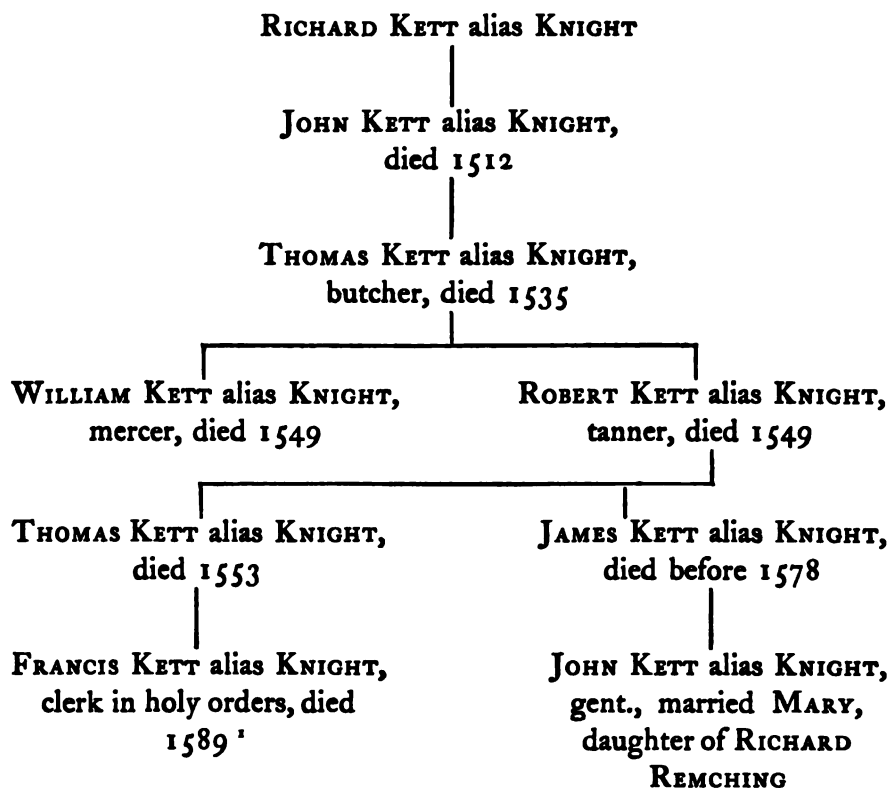 RICHARD KETT alias KNIGHT
JOHN KETT alias KNIGHT,
died 1512
THOMAS KETT alias KNIGHT,
butcher, died 1535
WILLIAM KETT alias KNIGHT,
mercer, died 1549
ROBERT KETT alias KNIGHT,
tanner, died 1549
THOMAS KETT alias KNIGHT,
died 1553
JAMES KETT alias KNIGHT,
died before 1578
FRANCIS KETT alias KNIGHT,
clerk in holy orders, died
1589 ¹
JOHN KETT alias KNIGHT,
gent., married MARY,
daughter of RICHARD
REMCHING